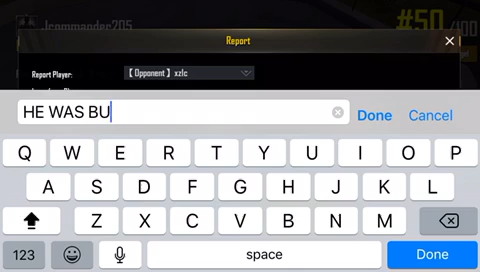 Jcommander205
#50/100
Report
Report Player:
【 Opponent 】 xzlc
HE WAS BU
Done
Cancel
Q W E R T Y U I O P
A S D F G H J K L
Z X C V B N M
123
space
Done